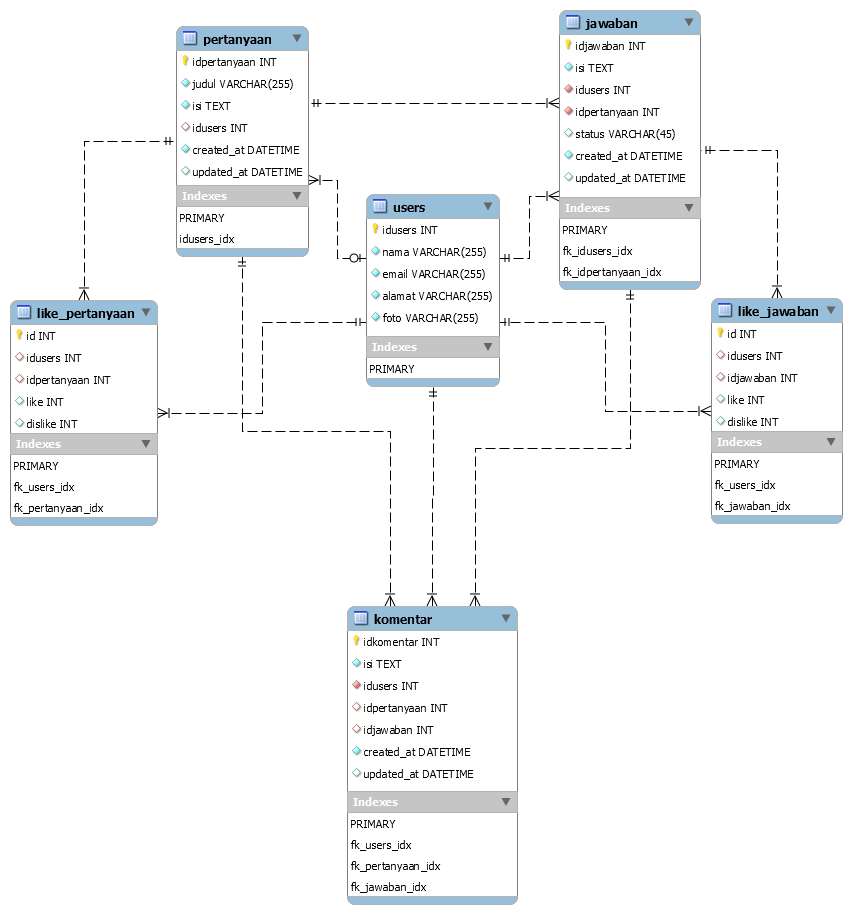 pertanyaan
idpertanyaan INT
judul VARCHAR(255)
isi TEXT
idusers INT
created_at DATETIME
updated_at DATETIME
Indexes
PRIMARY
idusers_idx
jawaban
idjawaban INT
isi TEXT
idusers INT
idpertanyaan INT
status VARCHAR(45)
created_at DATETIME
updated_at DATETIME
Indexes
PRIMARY
fk_idusers_idx
fk_idpertanyaan_idx
users
idusers INT
nama VARCHAR(255)
email VARCHAR(255)
alamat VARCHAR(255)
foto VARCHAR(255)
Indexes
PRIMARY
like_pertanyaan
id INT
idusers INT
idpertanyaan INT
like INT
dislike INT
Indexes
PRIMARY
fk_users_idx
fk_pertanyaan_idx
like_jawaban
id INT
idusers INT
idjawaban INT
like INT
dislike INT
Indexes
PRIMARY
fk_users_idx
fk_jawaban_idx
komentar
idkomentar INT
isi TEXT
idusers INT
idpertanyaan INT
idjawaban INT
created_at DATETIME
updated_at DATETIME
Indexes
PRIMARY
fk_users_idx
fk_pertanyaan_idx
fk_jawaban_idx